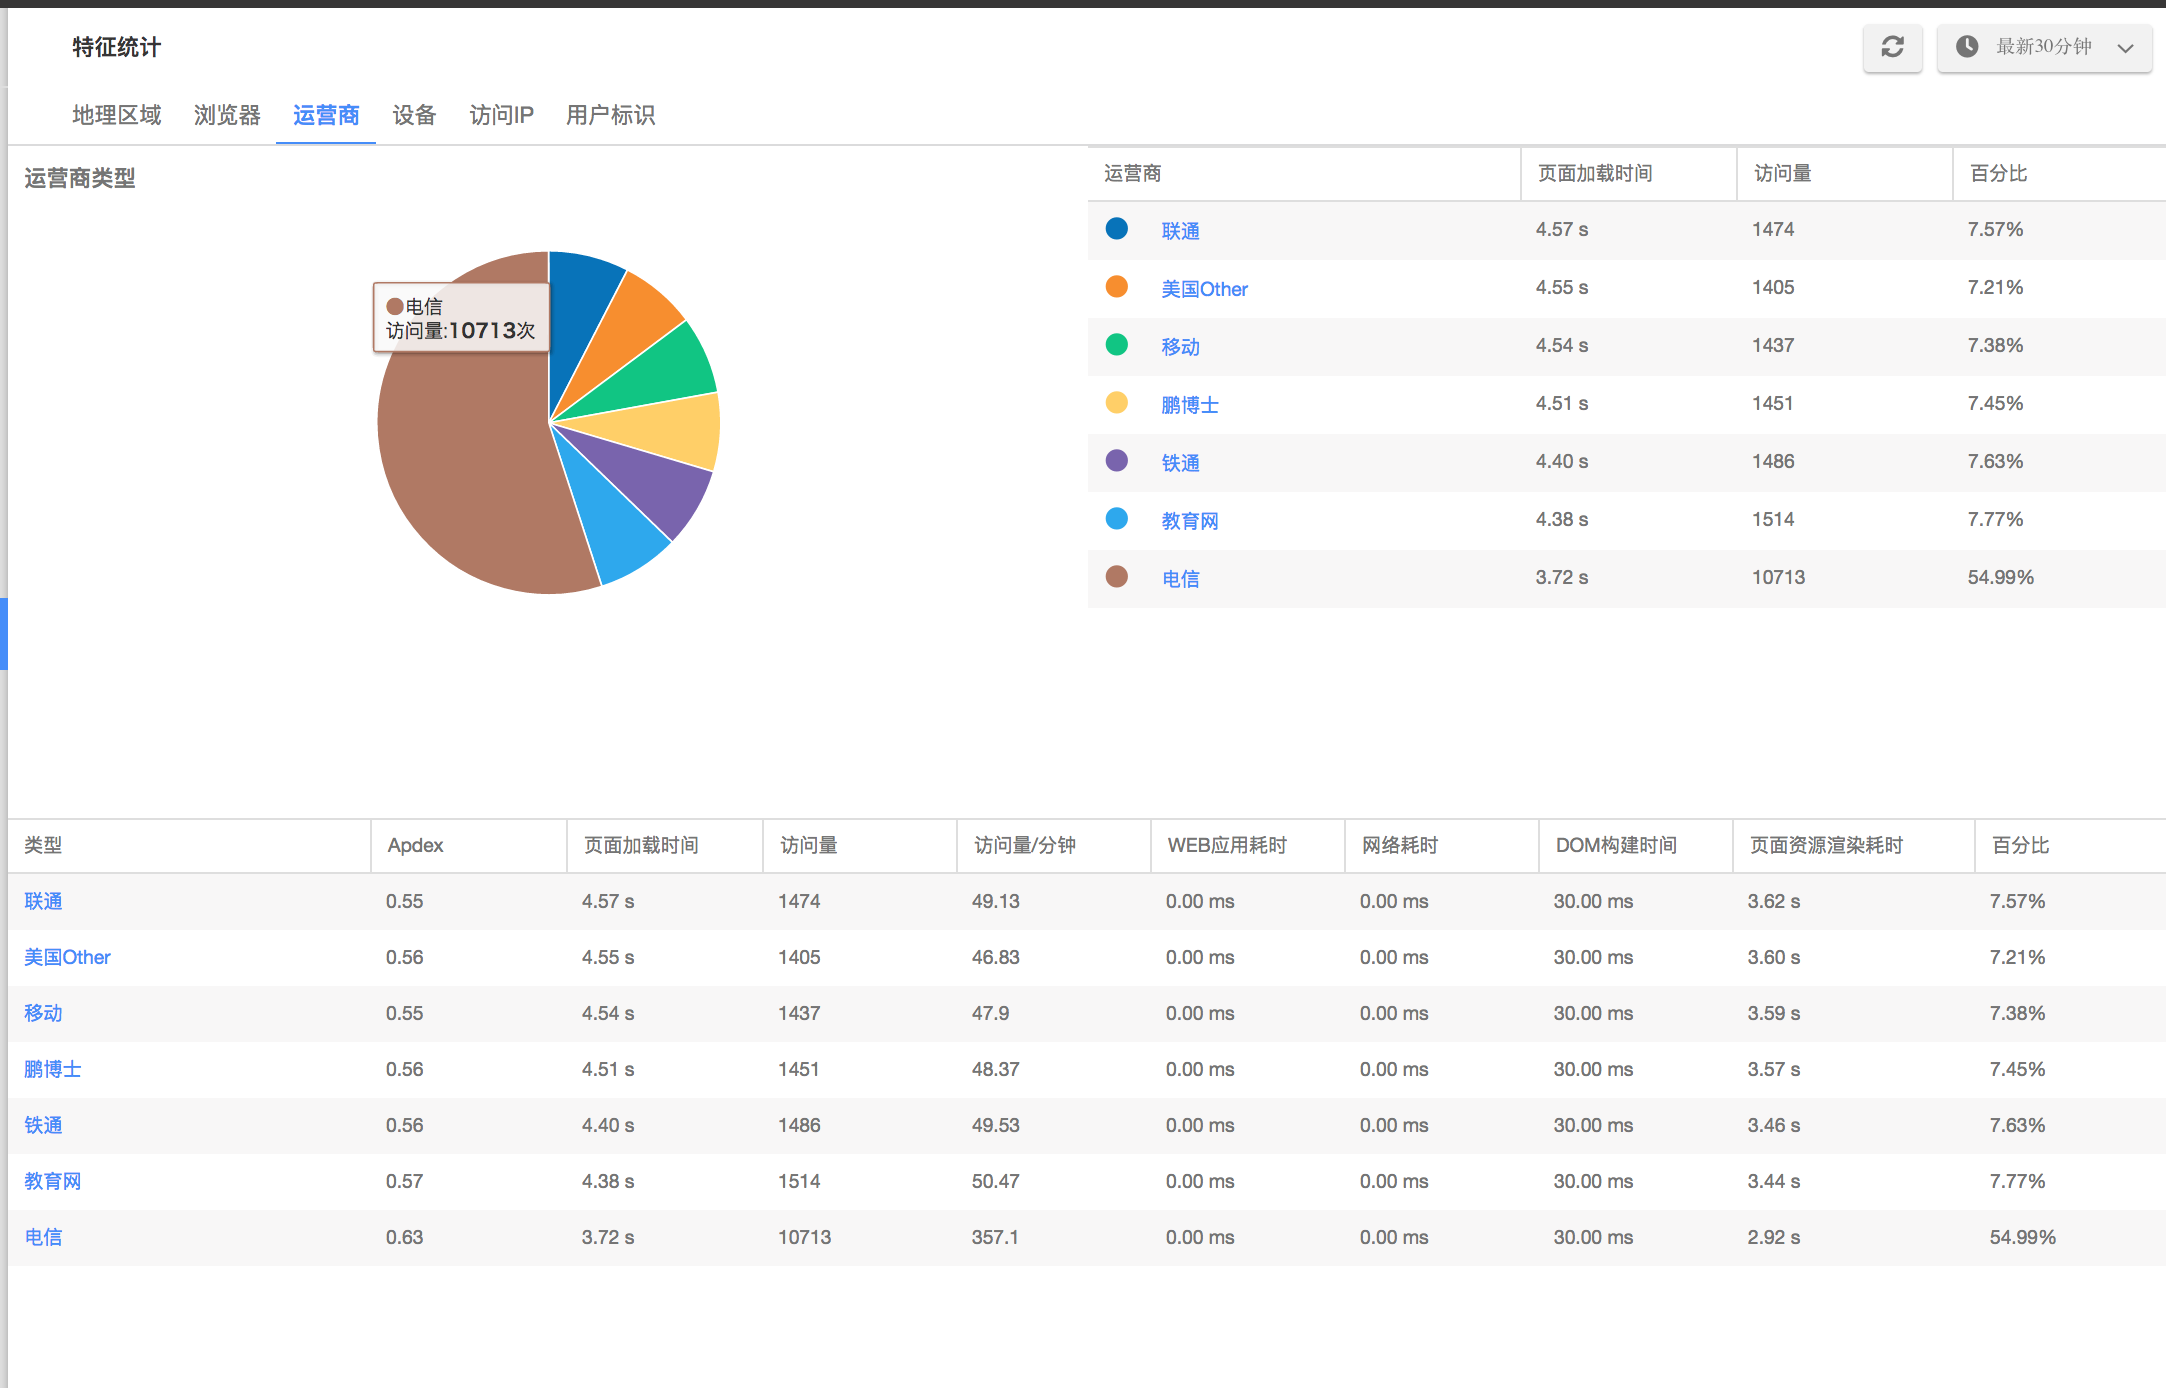 特征统计
最新30分钟
地理区域 浏览器 运营商 设备 访问IP 用户标识
运营商类型
电信
访问量:10713次
运营商 页面加载时间 访问量 百分比
联通 4.57 s 1474 7.57%
美国Other 4.55 s 1405 7.21%
移动 4.54 s 1437 7.38%
鹏博士 4.51 s 1451 7.45%
铁通 4.40 s 1486 7.63%
教育网 4.38 s 1514 7.77%
电信 3.72 s 10713 54.99%
类型 Apdex 页面加载时间 访问量 访问量/分钟 WEB应用耗时 网络耗时 DOM构建时间 页面资源渲染耗时 百分比
联通 0.55 4.57 s 1474 49.13 0.00 ms 0.00 ms 30.00 ms 3.62 s 7.57%
美国Other 0.56 4.55 s 1405 46.83 0.00 ms 0.00 ms 30.00 ms 3.60 s 7.21%
移动 0.55 4.54 s 1437 47.9 0.00 ms 0.00 ms 30.00 ms 3.59 s 7.38%
鹏博士 0.56 4.51 s 1451 48.37 0.00 ms 0.00 ms 30.00 ms 3.57 s 7.45%
铁通 0.56 4.40 s 1486 49.53 0.00 ms 0.00 ms 30.00 ms 3.46 s 7.63%
教育网 0.57 4.38 s 1514 50.47 0.00 ms 0.00 ms 30.00 ms 3.44 s 7.77%
电信 0.63 3.72 s 10713 357.1 0.00 ms 0.00 ms 30.00 ms 2.92 s 54.99%